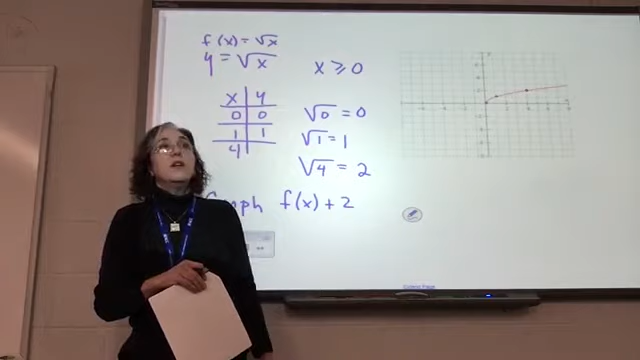 f(x) = √x
y = √x
x ≥ 0
x y
0 0
1 1
4
√0 = 0
√1 = 1
√4 = 2
Graph f(x) + 2